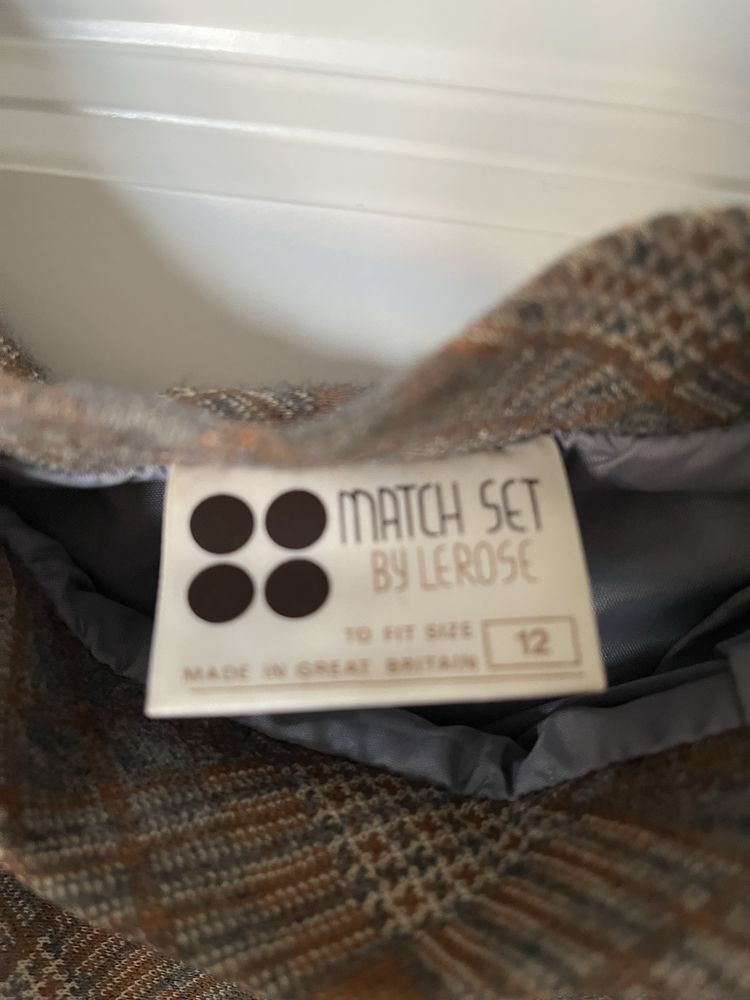 MATCH SET
BY LEROSE
TO FIT SIZE 12
MADE IN GREAT BRITAIN